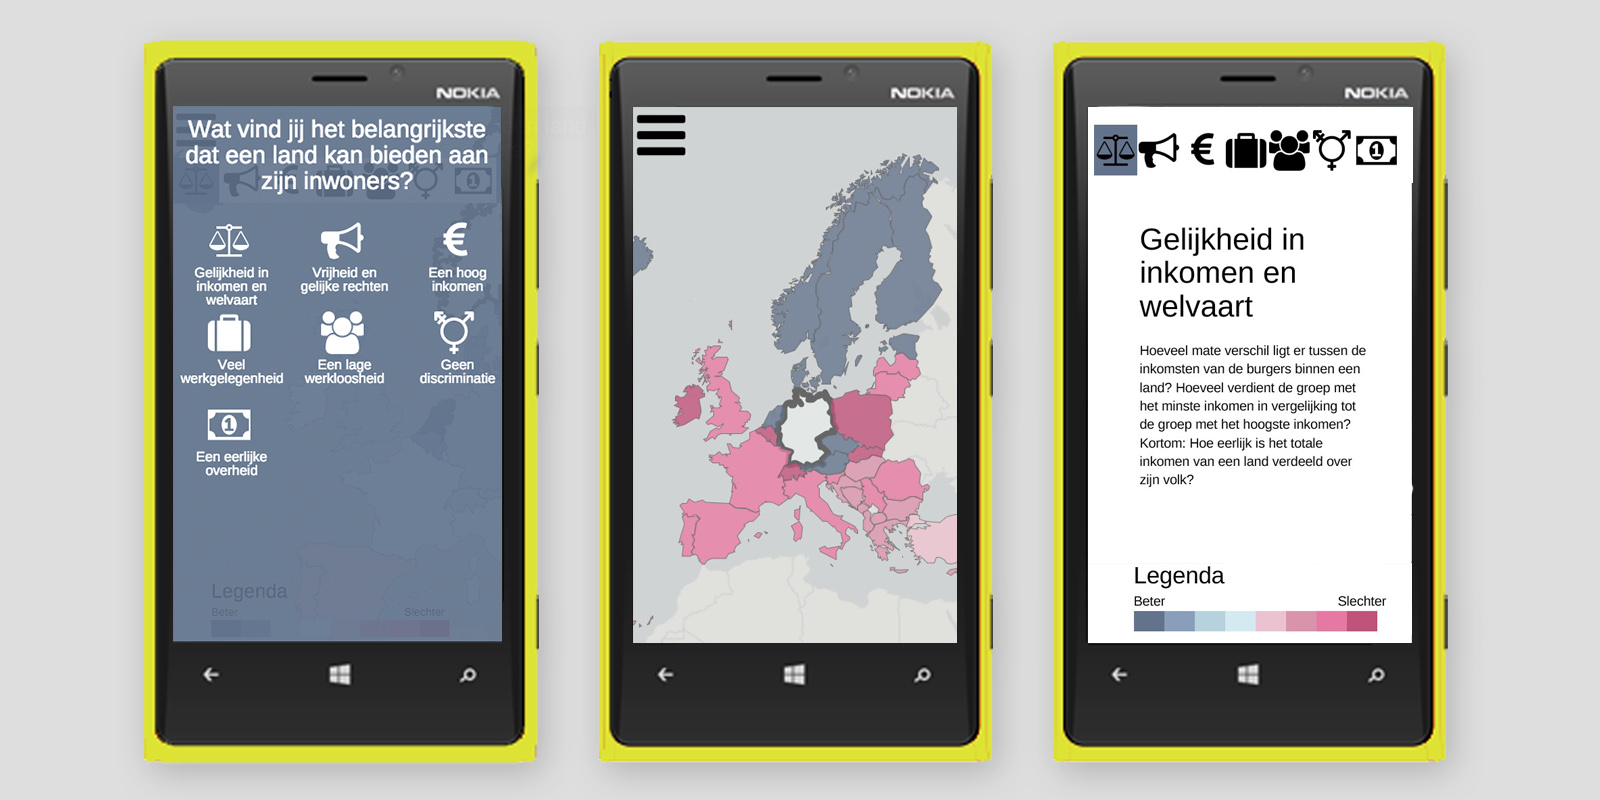 NOKIA
Wat vind jij het belangrijkste
dat een land kan bieden aan
zijn inwoners?
Gelijkheid in
inkomen en
welvaart
Vrijheid en
gelijke rechten
Een hoog
inkomen
Veel
werkgelegenheid
Een lage
werkloosheid
Geen
discriminatie
1
Een eerlijke
overheid
Legenda
Beter Slechter
NOKIA
NOKIA
1
Gelijkheid in
inkomen en
welvaart
Hoeveel mate verschil ligt er tussen de
inkomsten van de burgers binnen een
land? Hoeveel verdient de groep met
het minste inkomen in vergelijking tot
de groep met het hoogste inkomen?
Kortom: Hoe eerlijk is het totale
inkomen van een land verdeeld over
zijn volk?
Legenda
Beter Slechter